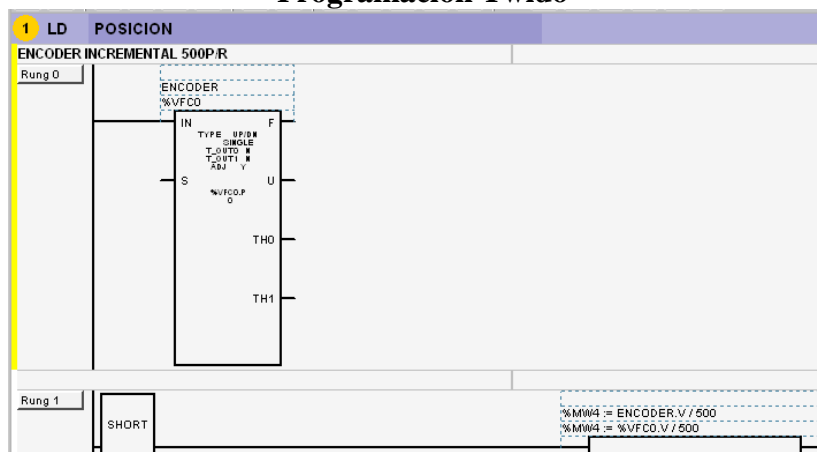 Programación Twido
1 LD POSICION
ENCODER INCREMENTAL 500P/R
Rung 0
ENCODER
%VFC0
IN F
TYPE UP/DN
SINGLE
T_OUT0 N
T_OUT1 N
ADJ Y
S U
%VFC0.P
0
TH0
TH1
Rung 1
SHORT
%MW4 := ENCODER.V / 500
%MW4 := %VFC0.V / 500